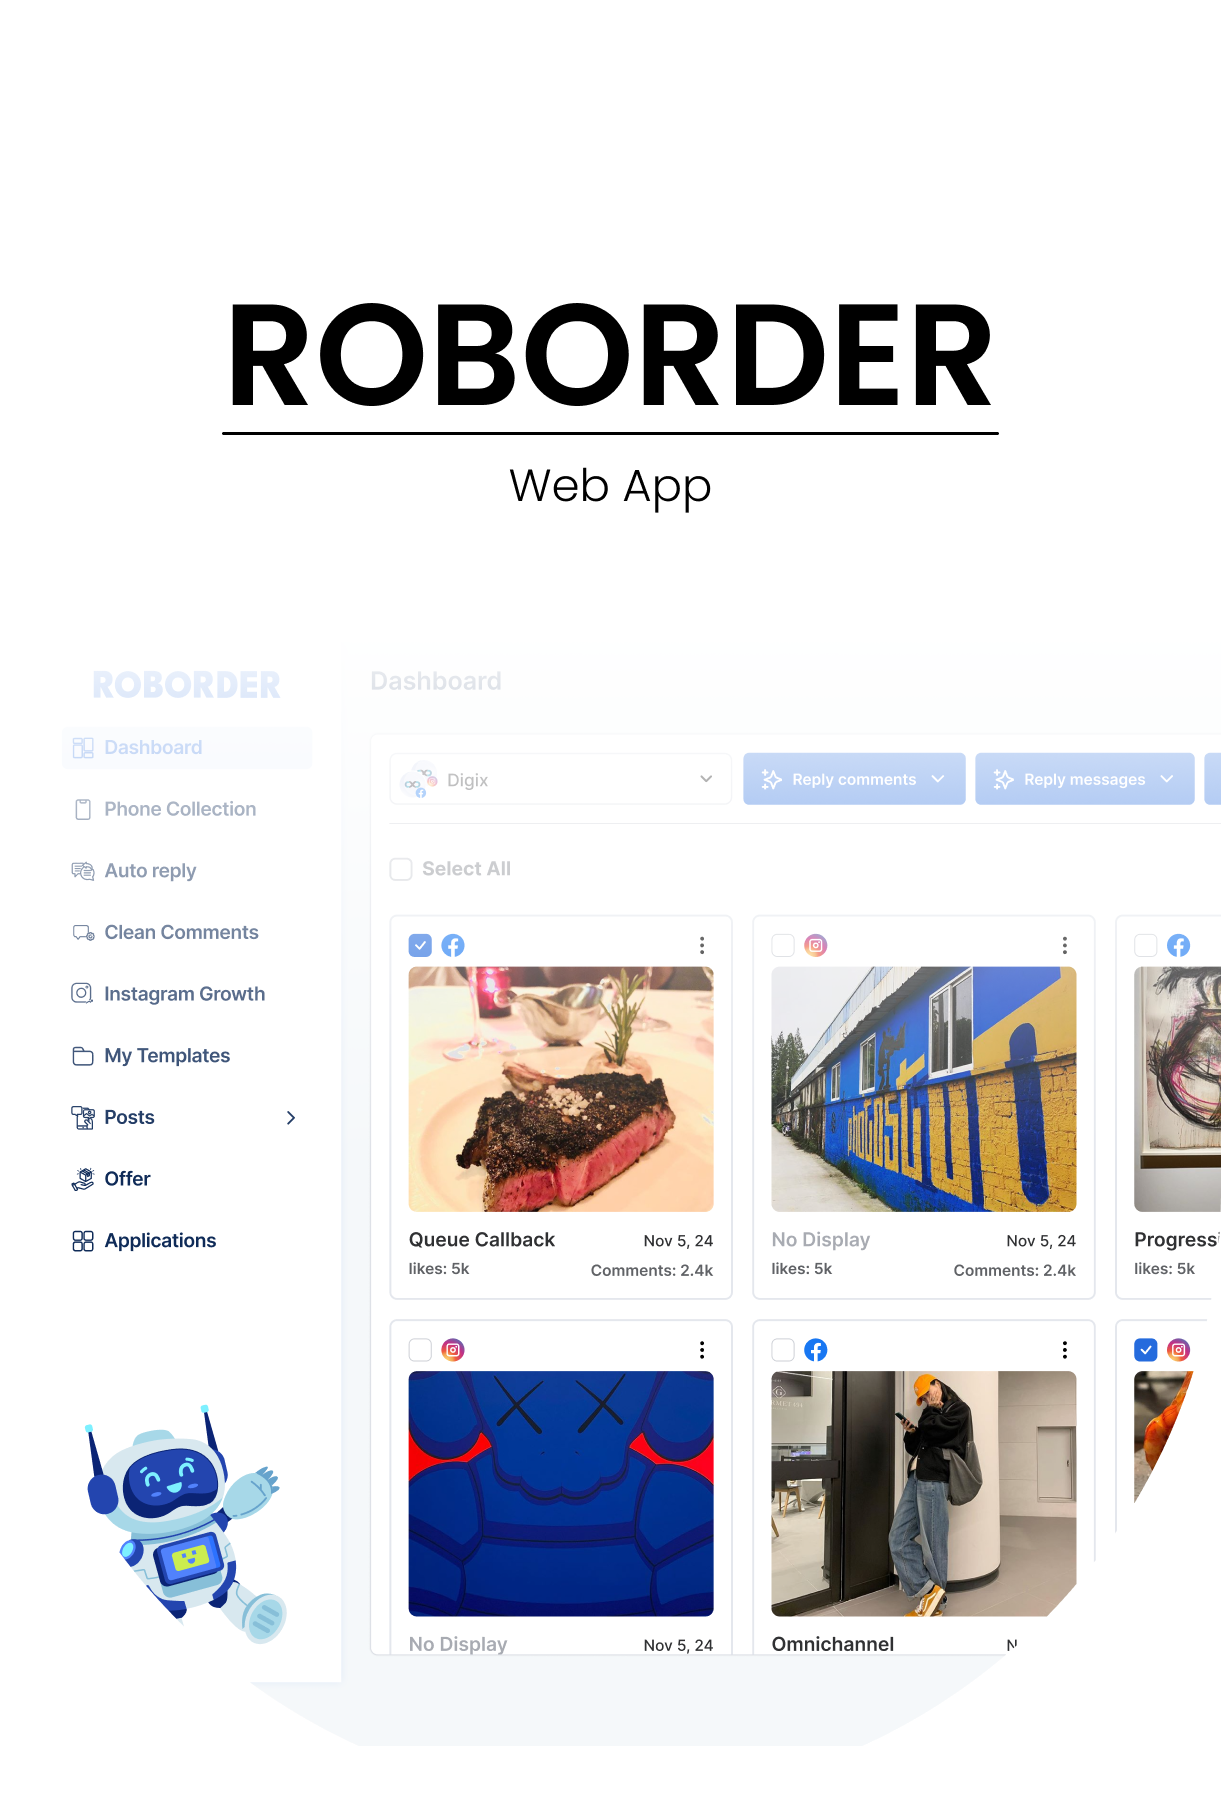 ROBORDER
Web App
ROBORDER
Dashboard
Phone Collection
Auto reply
Clean Comments
Instagram Growth
My Templates
Posts
Offer
Applications
Dashboard
Digix
Reply comments
Reply messages
Select All
Queue Callback
Nov 5, 24
likes: 5k
Comments: 2.4k
No Display
Nov 5, 24
likes: 5k
Comments: 2.4k
Progress
likes: 5k
No Display
Nov 5, 24
Omnichannel
N